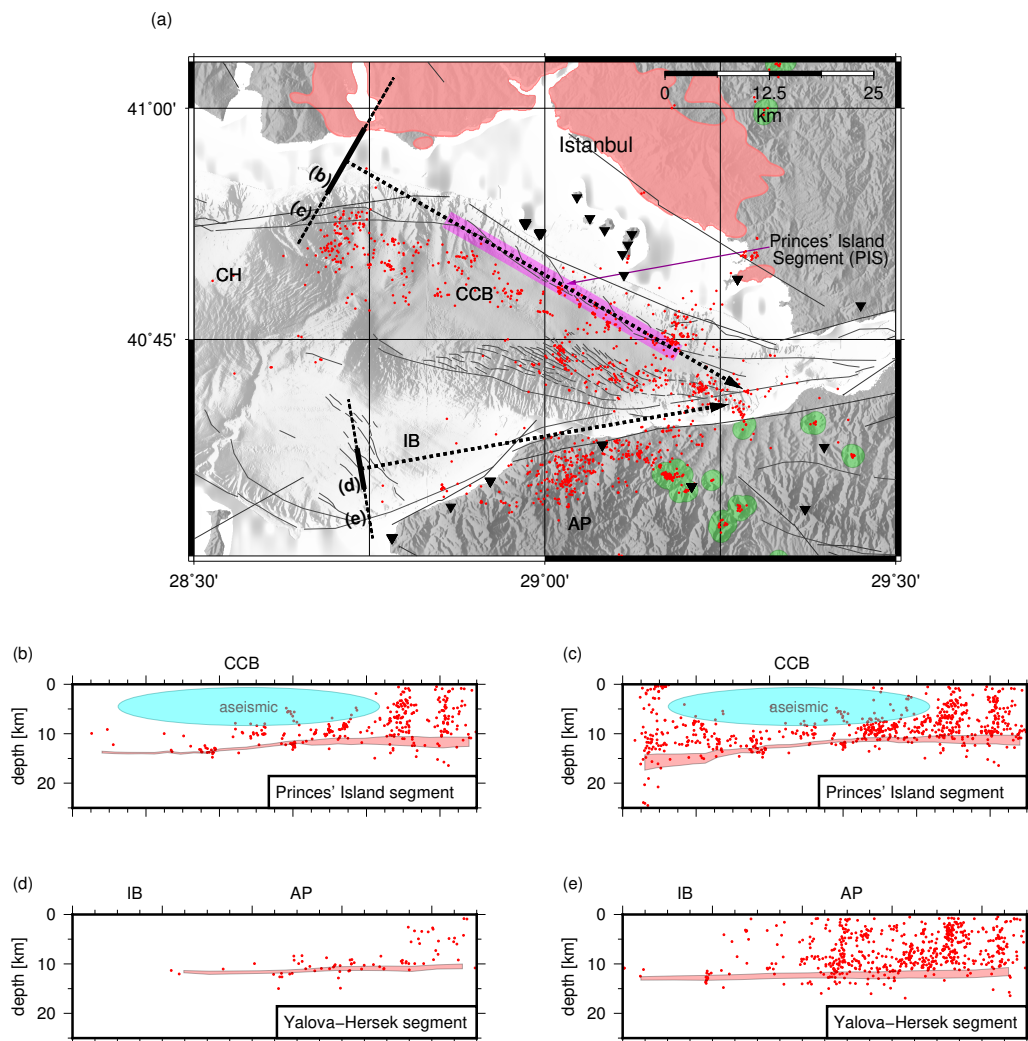 (a)
41°00'
0
12.5
25
km
Istanbul
(b)
(c)
Princes' Island
Segment (PIS)
CH
CCB
40°45'
IB
(d)
(e)
AP
28°30'
29°00'
29°30'
(b)
CCB
0
10
20
depth [km]
aseismic
Princes' Island segment
(c)
CCB
0
10
20
depth [km]
aseismic
Princes' Island segment
(d)
IB
AP
0
10
20
depth [km]
Yalova−Hersek segment
(e)
IB
AP
0
10
20
depth [km]
Yalova−Hersek segment